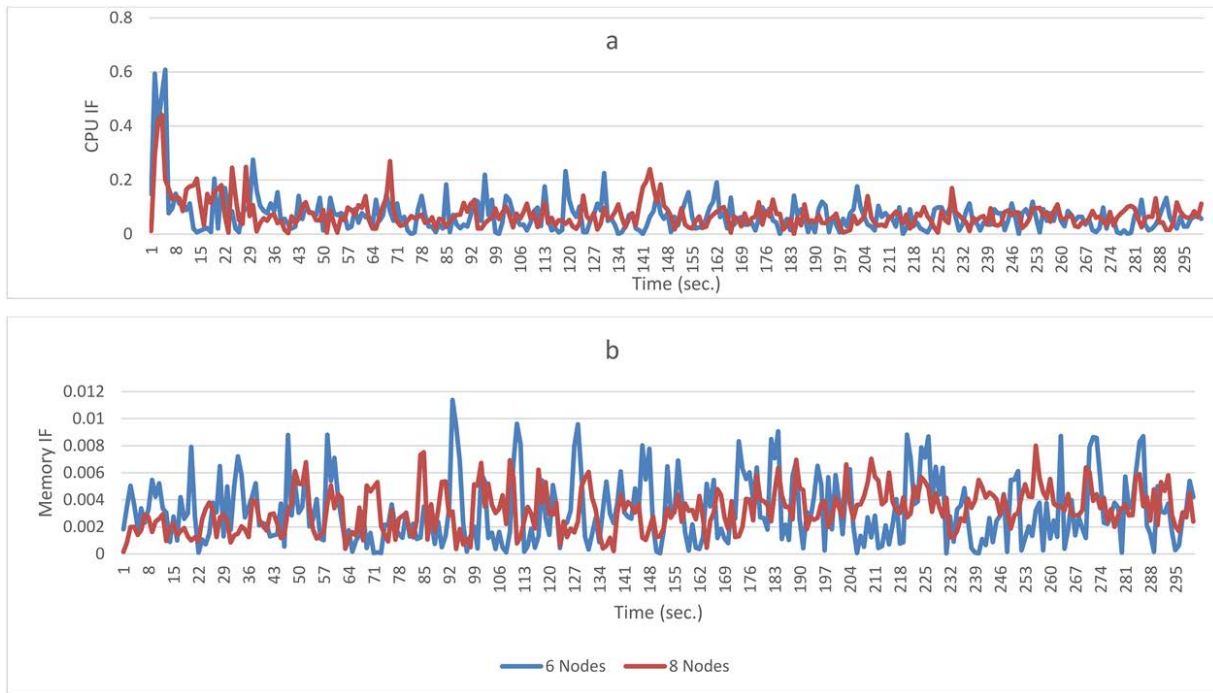 a
0.8
0.6
0.4
0.2
0
CPU IF
1 8 15 22 29 36 43 50 57 64 71 78 85 92 99 106 113 120 127 134 141 148 155 162 169 176 183 190 197 204 211 218 225 232 239 246 253 260 267 274 281 288 295
Time (sec.)
b
0.012
0.01
0.008
0.006
0.004
0.002
0
Memory IF
1 8 15 22 29 36 43 50 57 64 71 78 85 92 99 106 113 120 127 134 141 148 155 162 169 176 183 190 197 204 211 218 225 232 239 246 253 260 267 274 281 288 295
Time (sec.)
6 Nodes 8 Nodes